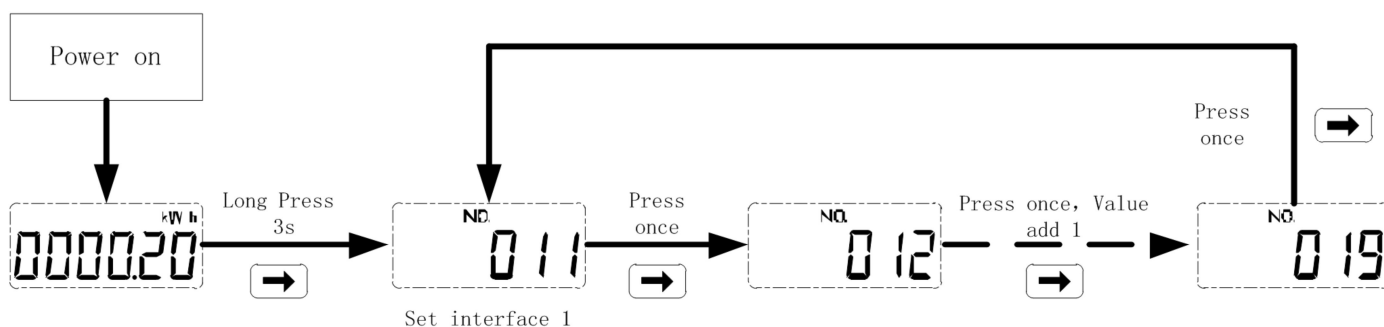 Power on
kWh
0000.20
Long Press
3s
NO.
011
Set interface 1
Press
once
NO.
012
Press once, Value
add 1
NO.
019
Press
once